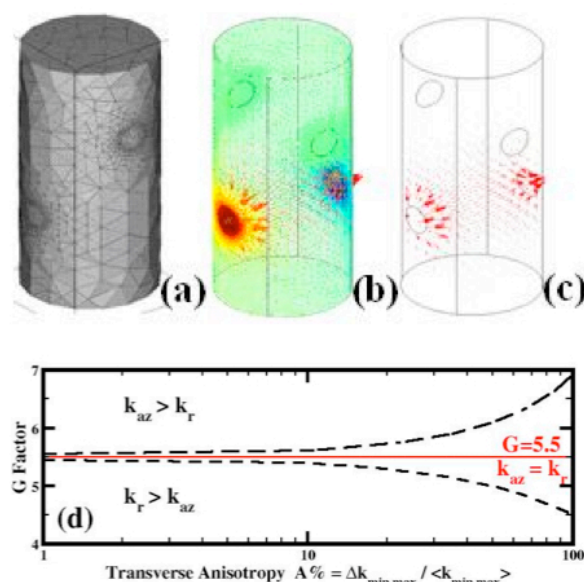 (a)
(b)
(c)
7
6
5
4
G Factor
k_az > k_r
G=5.5
k_az = k_r
k_r > k_az
(d)
1
10
100
Transverse Anisotropy A% = Δk_min,max / <k_min,max>